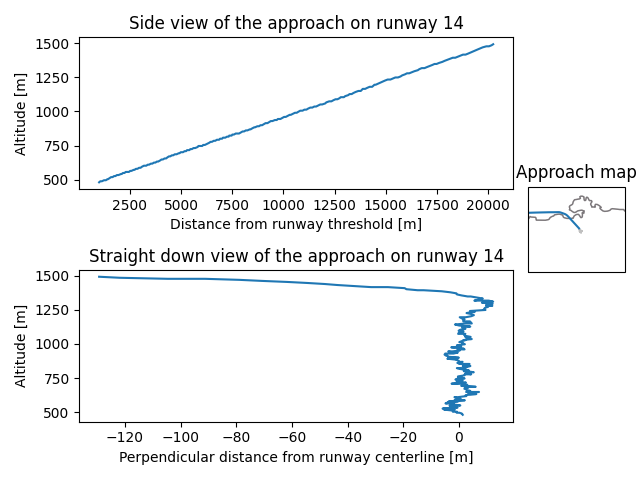 Side view of the approach on runway 14
1500
1250
1000
750
500
Altitude [m]
2500 5000 7500 10000 12500 15000 17500 20000
Distance from runway threshold [m]
Approach map
Straight down view of the approach on runway 14
1500
1250
1000
750
500
Altitude [m]
−120 −100 −80 −60 −40 −20 0
Perpendicular distance from runway centerline [m]